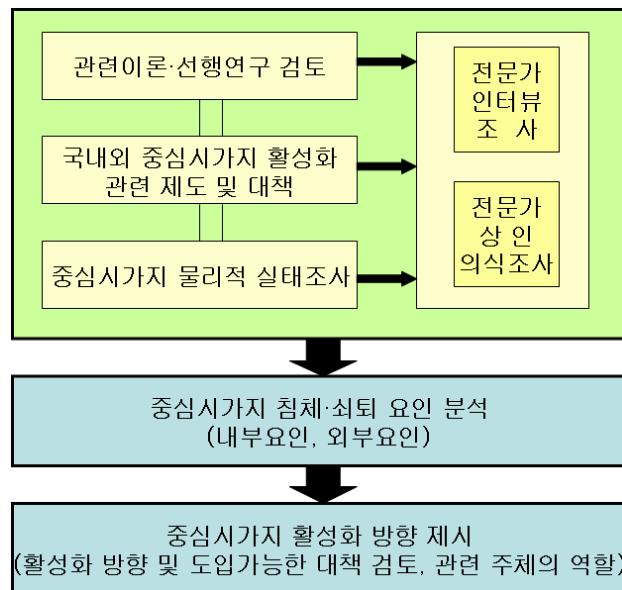 관련이론·선행연구 검토
국내외 중심시가지 활성화
관련 제도 및 대책
중심시가지 물리적 실태조사
전문가
인터뷰
조 사
전문가
상 인
의식조사
중심시가지 침체·쇠퇴 요인 분석
(내부요인, 외부요인)
중심시가지 활성화 방향 제시
(활성화 방향 및 도입가능한 대책 검토, 관련 주체의 역할)